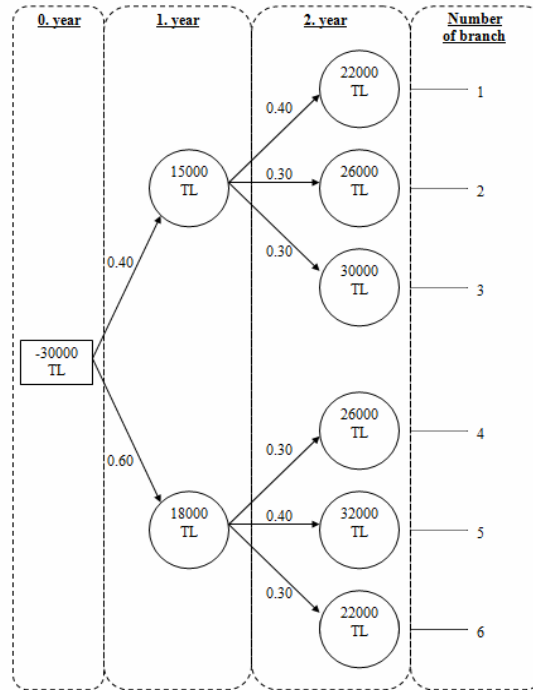 0. year
1. year
2. year
Number
of branch
22000
TL
1
0.40
15000
TL
0.30
26000
TL
2
0.30
30000
TL
3
0.40
-30000
TL
0.60
26000
TL
4
0.30
18000
TL
0.40
32000
TL
5
0.30
22000
TL
6